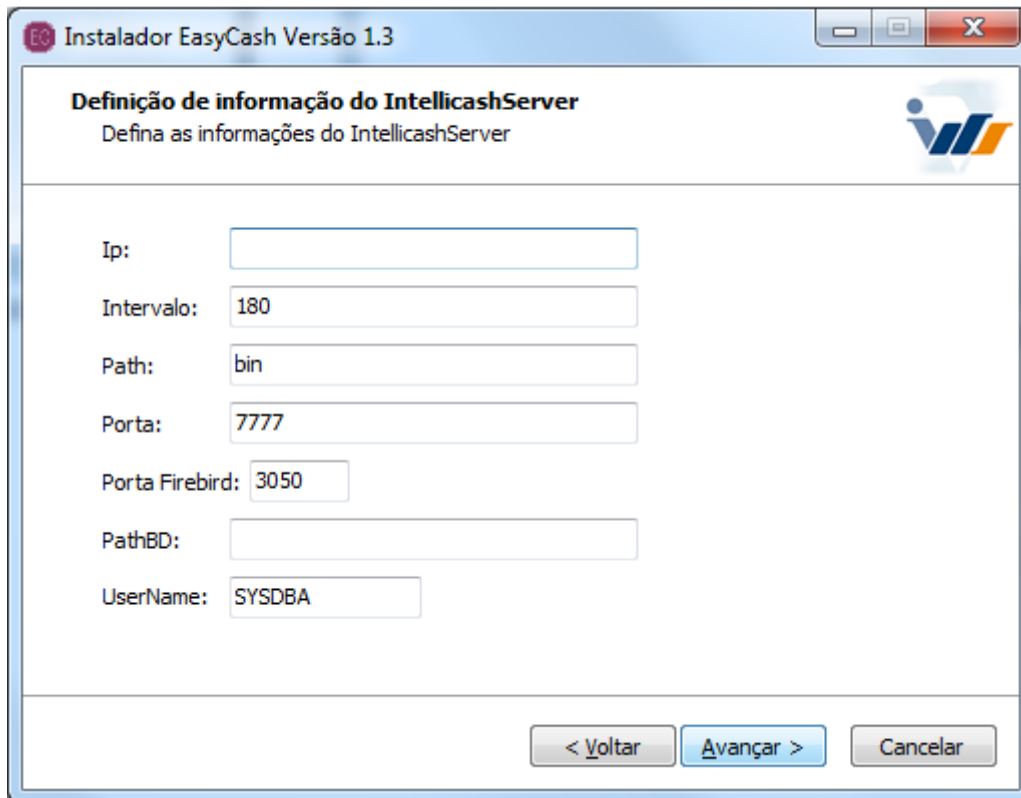 EC Instalador EasyCash Versão 1.3
Definição de informação do IntellicashServer
Defina as informações do IntellicashServer
Ip:
Intervalo: 180
Path: bin
Porta: 7777
Porta Firebird: 3050
PathBD:
UserName: SYSDBA
< Voltar Avançar > Cancelar